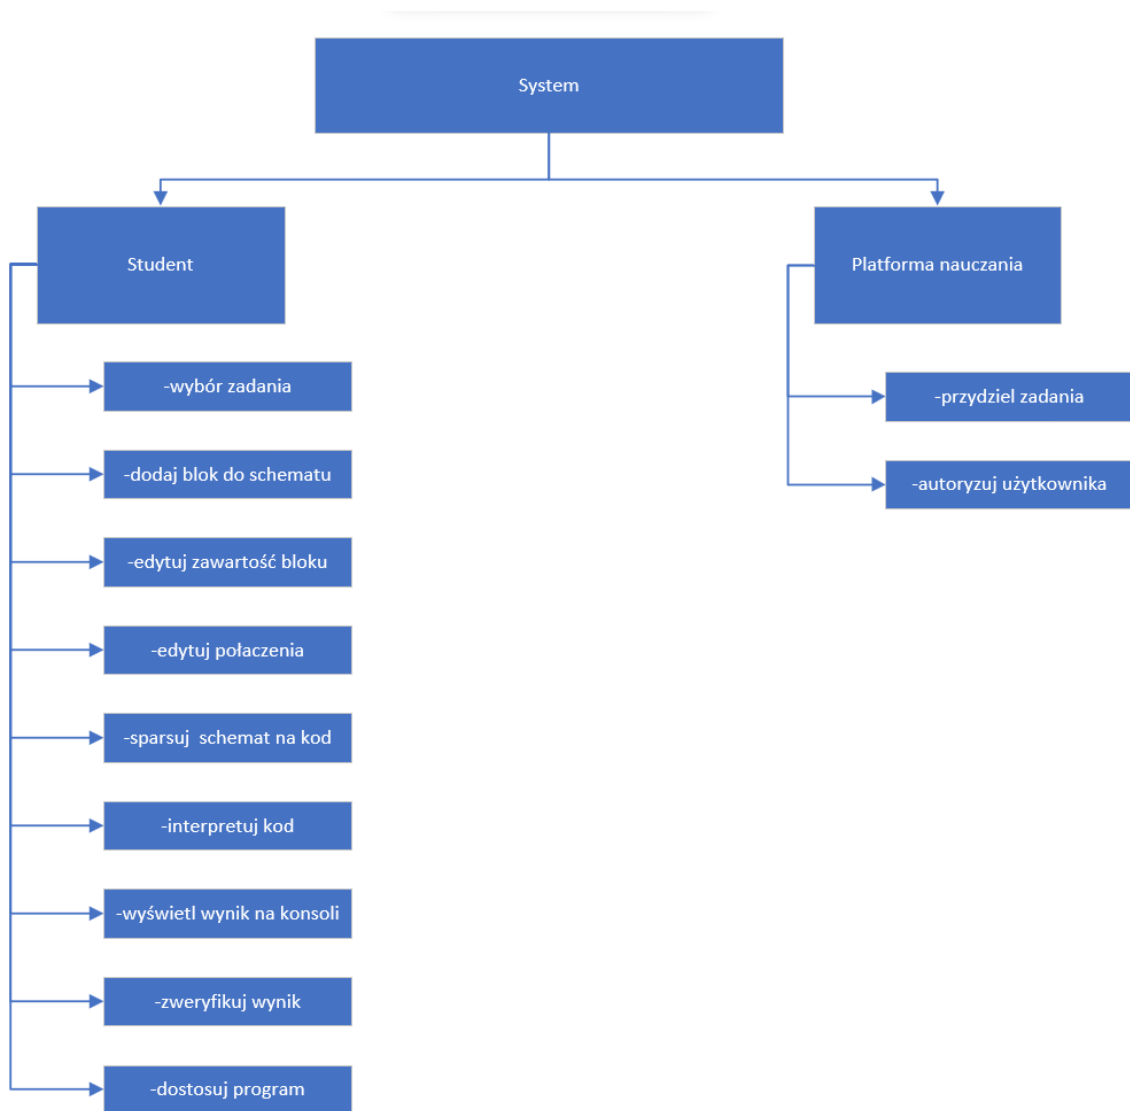 System
Student
Platforma nauczania
-wybór zadania
-dodaj blok do schematu
-edytuj zawartość bloku
-edytuj połaczenia
-sparsuj  schemat na kod
-interpretuj kod
-wyświetl wynik na konsoli
-zweryfikuj wynik
-dostosuj program
-przydziel zadania
-autoryzuj użytkownika